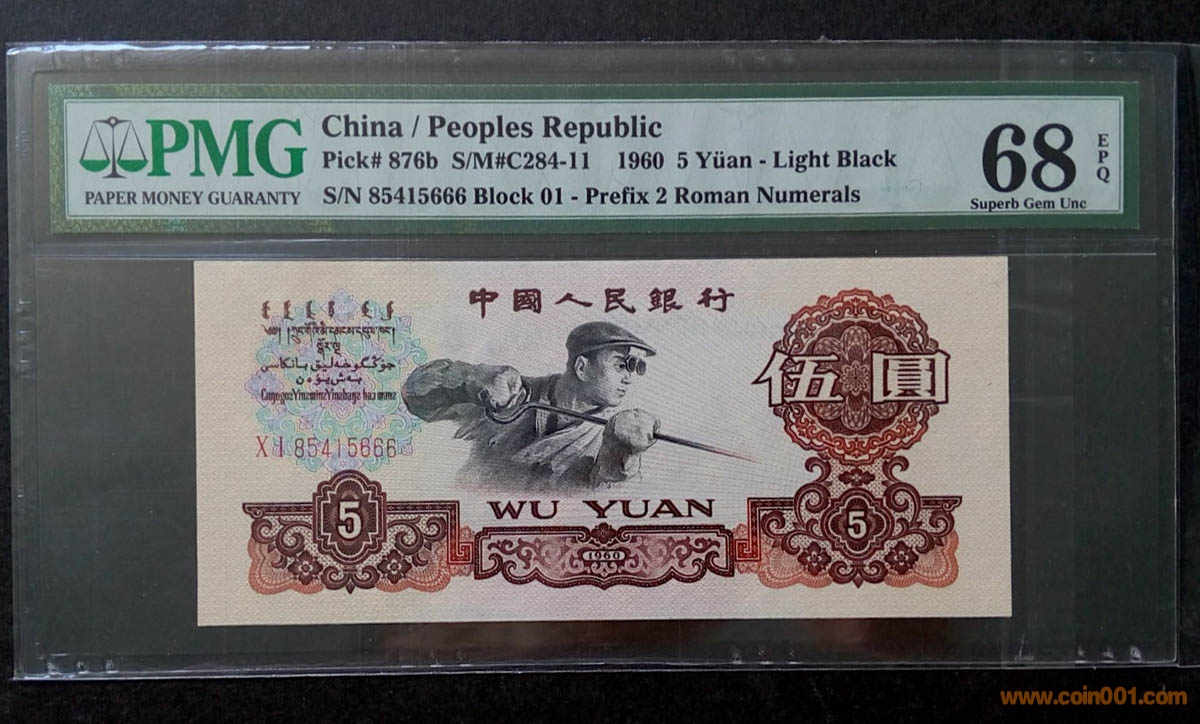 PMG
PAPER MONEY GUARANTY
China / Peoples Republic
Pick# 876b S/M#C284-11 1960 5 Yüan - Light Black
S/N 85415666 Block 01 - Prefix 2 Roman Numerals
68
EPQ
Superb Gem Unc
中國人民銀行
伍圓
X I 85415666
WU YUAN
5
1960
5
www.coin001.com